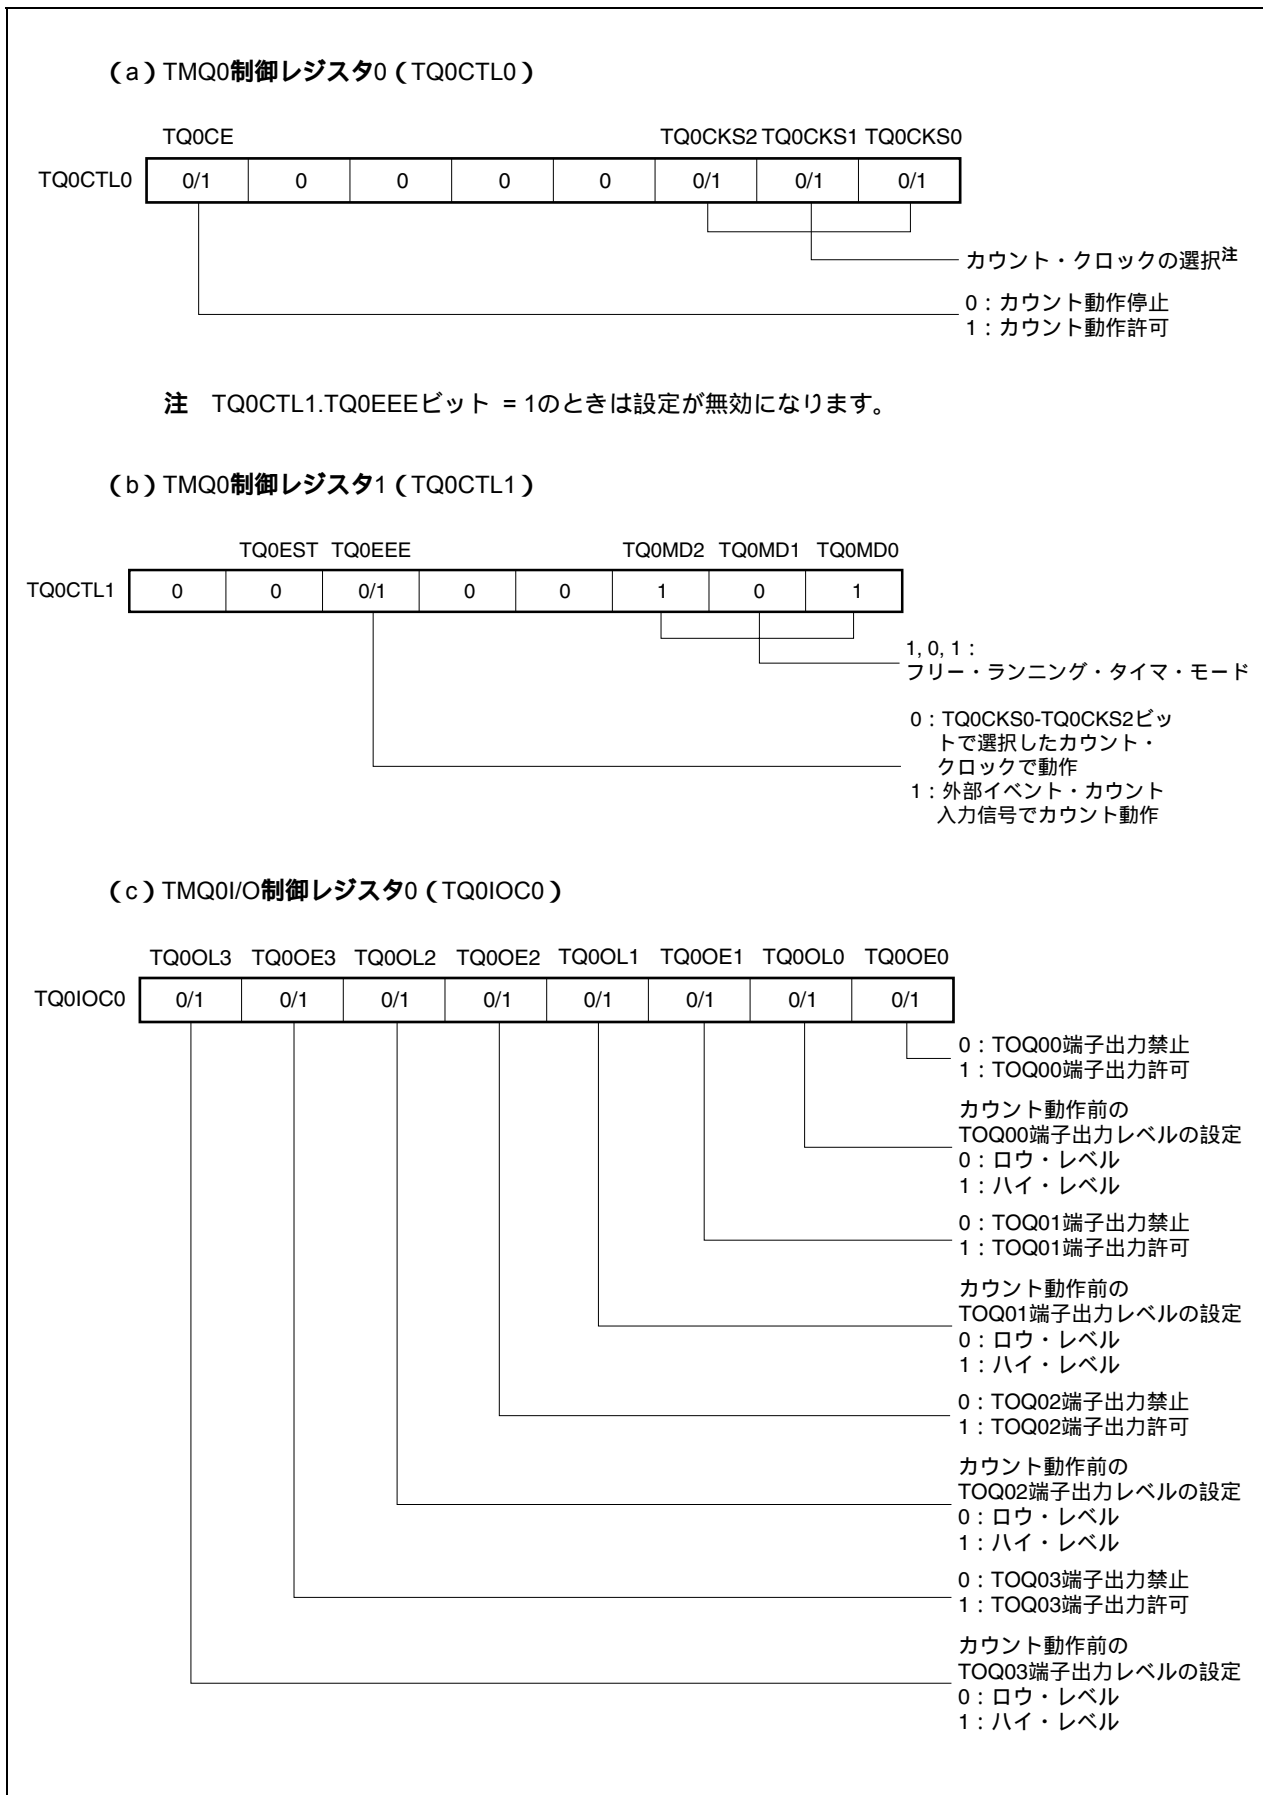 （a）TMQ0制御レジスタ0（TQ0CTL0）
TQ0CE TQ0CKS2 TQ0CKS1 TQ0CKS0
TQ0CTL0 0/1 0 0 0 0 0/1 0/1 0/1
カウント・クロックの選択注
0：カウント動作停止
1：カウント動作許可
注 TQ0CTL1.TQ0EEEビット = 1のときは設定が無効になります。
（b）TMQ0制御レジスタ1（TQ0CTL1）
TQ0EST TQ0EEE TQ0MD2 TQ0MD1 TQ0MD0
TQ0CTL1 0 0 0/1 0 0 1 0 1
1, 0, 1：
フリー・ランニング・タイマ・モード
0：TQ0CKS0-TQ0CKS2ビッ
トで選択したカウント・
クロックで動作
1：外部イベント・カウント
入力信号でカウント動作
（c）TMQ0I/O制御レジスタ0（TQ0IOC0）
TQ0OL3 TQ0OE3 TQ0OL2 TQ0OE2 TQ0OL1 TQ0OE1 TQ0OL0 TQ0OE0
TQ0IOC0 0/1 0/1 0/1 0/1 0/1 0/1 0/1 0/1
0：TOQ00端子出力禁止
1：TOQ00端子出力許可
カウント動作前の
TOQ00端子出力レベルの設定
0：ロウ・レベル
1：ハイ・レベル
0：TOQ01端子出力禁止
1：TOQ01端子出力許可
カウント動作前の
TOQ01端子出力レベルの設定
0：ロウ・レベル
1：ハイ・レベル
0：TOQ02端子出力禁止
1：TOQ02端子出力許可
カウント動作前の
TOQ02端子出力レベルの設定
0：ロウ・レベル
1：ハイ・レベル
0：TOQ03端子出力禁止
1：TOQ03端子出力許可
カウント動作前の
TOQ03端子出力レベルの設定
0：ロウ・レベル
1：ハイ・レベル